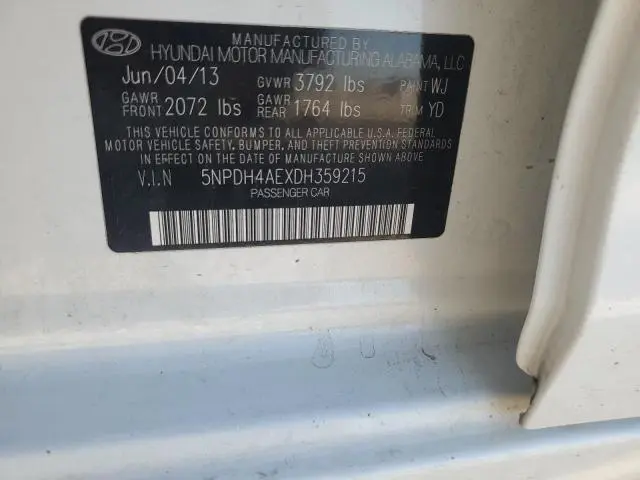 MANUFACTURED BY
HYUNDAI MOTOR MANUFACTURING ALABAMA, LLC
Jun/04/13 GVWR 3792 lbs PAINT WJ
GAWR FRONT 2072 lbs GAWR REAR 1764 lbs TRIM YD
THIS VEHICLE CONFORMS TO ALL APPLICABLE U.S.A. FEDERAL
MOTOR VEHICLE SAFETY, BUMPER, AND THEFT PREVENTION STANDARDS
IN EFFECT ON THE DATE OF MANUFACTURE SHOWN ABOVE.
V.I.N 5NPDH4AEXDH359215
PASSENGER CAR